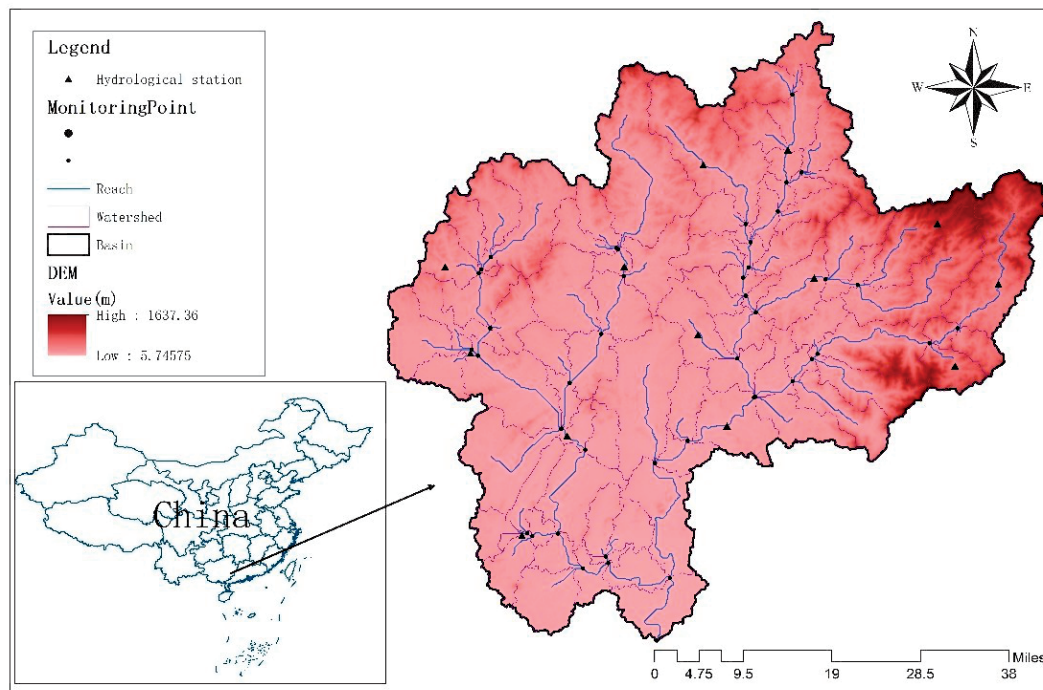 Legend
Hydrological station
MonitoringPoint
Reach
Watershed
Basin
DEM
Value(m)
High : 1637.36
Low : 5.74575
China
N
W
E
S
Miles
0 4.75 9.5 19 28.5 38